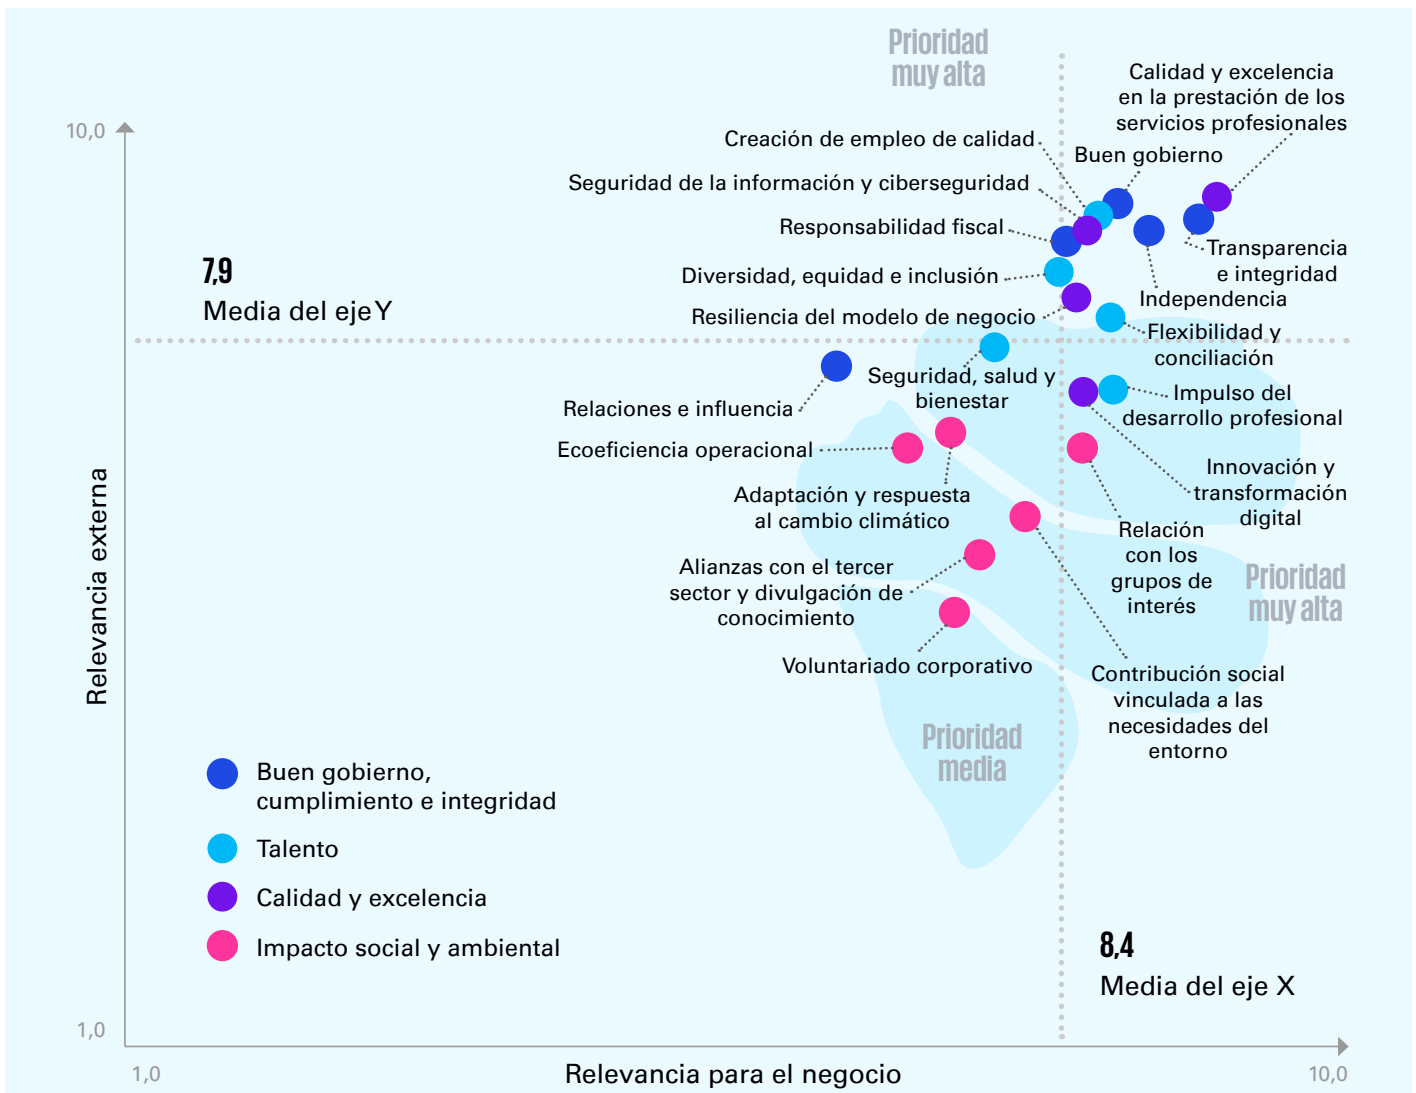 Prioridad
muy alta
Calidad y excelencia
en la prestación de los
servicios profesionales
10,0
Creación de empleo de calidad
Buen gobierno
Seguridad de la información y ciberseguridad
Responsabilidad fiscal
Transparencia
e integridad
7,9
Media del eje Y
Diversidad, equidad e inclusión
Independencia
Resiliencia del modelo de negocio
Flexibilidad y
conciliación
Seguridad, salud y
bienestar
Relaciones e influencia
Impulso del
desarrollo profesional
Ecoeficiencia operacional
Innovación y
transformación
digital
Adaptación y respuesta
al cambio climático
Relación
con los
grupos de
interés
Relevancia externa
Alianzas con el tercer
sector y divulgación de
conocimiento
Prioridad
muy alta
Voluntariado corporativo
Contribución social
vinculada a las
necesidades del
entorno
Prioridad
media
Buen gobierno,
cumplimiento e integridad
Talento
Calidad y excelencia
Impacto social y ambiental
8,4
Media del eje X
1,0
1,0
Relevancia para el negocio
10,0